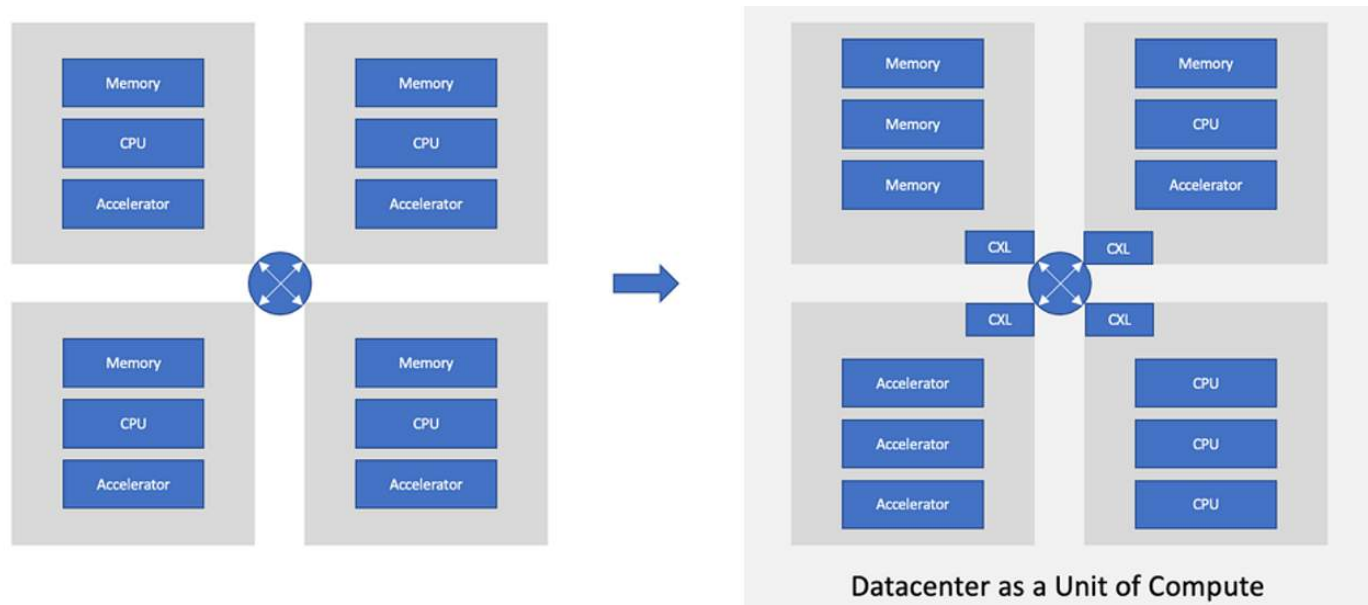 Memory
CPU
Accelerator
Memory
CPU
Accelerator
Memory
CPU
Accelerator
Memory
CPU
Accelerator
Memory
Memory
Memory
CXL
Memory
CPU
Accelerator
CXL
CXL
Accelerator
Accelerator
Accelerator
CXL
CPU
CPU
CPU
Datacenter as a Unit of Compute